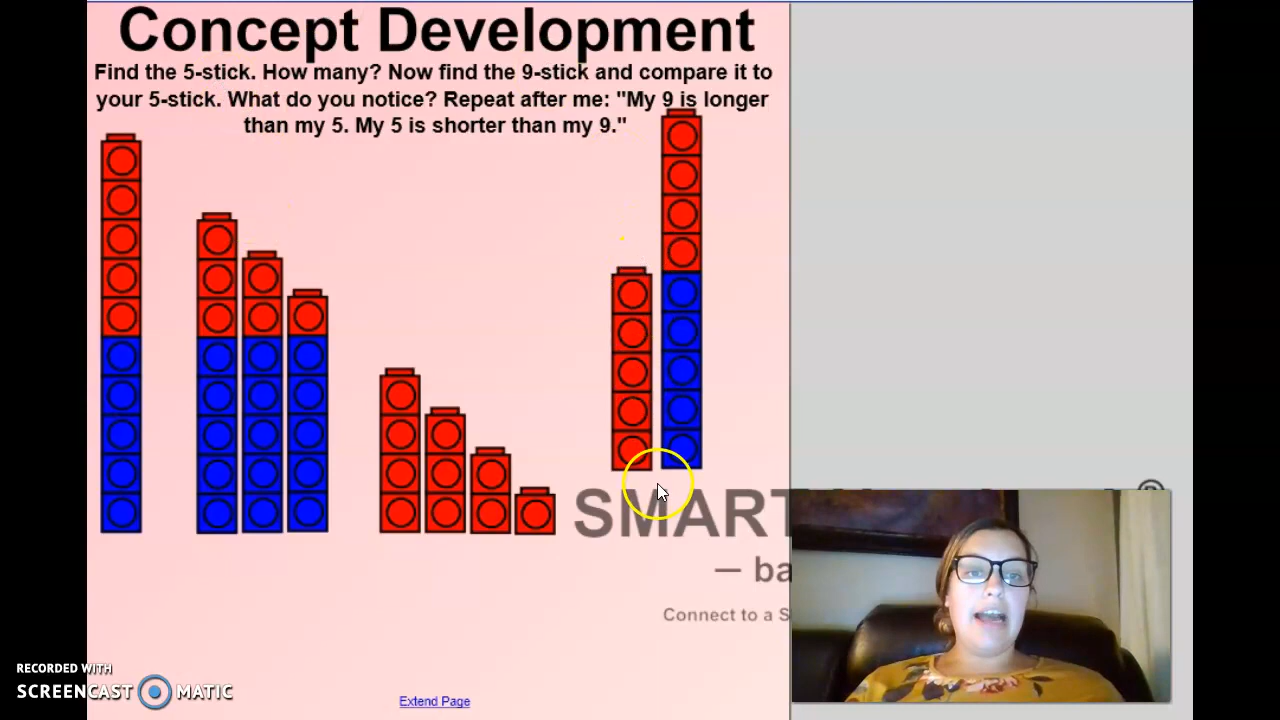 Concept Development
Find the 5-stick. How many? Now find the 9-stick and compare it to
your 5-stick. What do you notice? Repeat after me: "My 9 is longer
than my 5. My 5 is shorter than my 9."
SMART
— ba
Connect to a S
Extend Page
RECORDED WITH
SCREENCAST MATIC